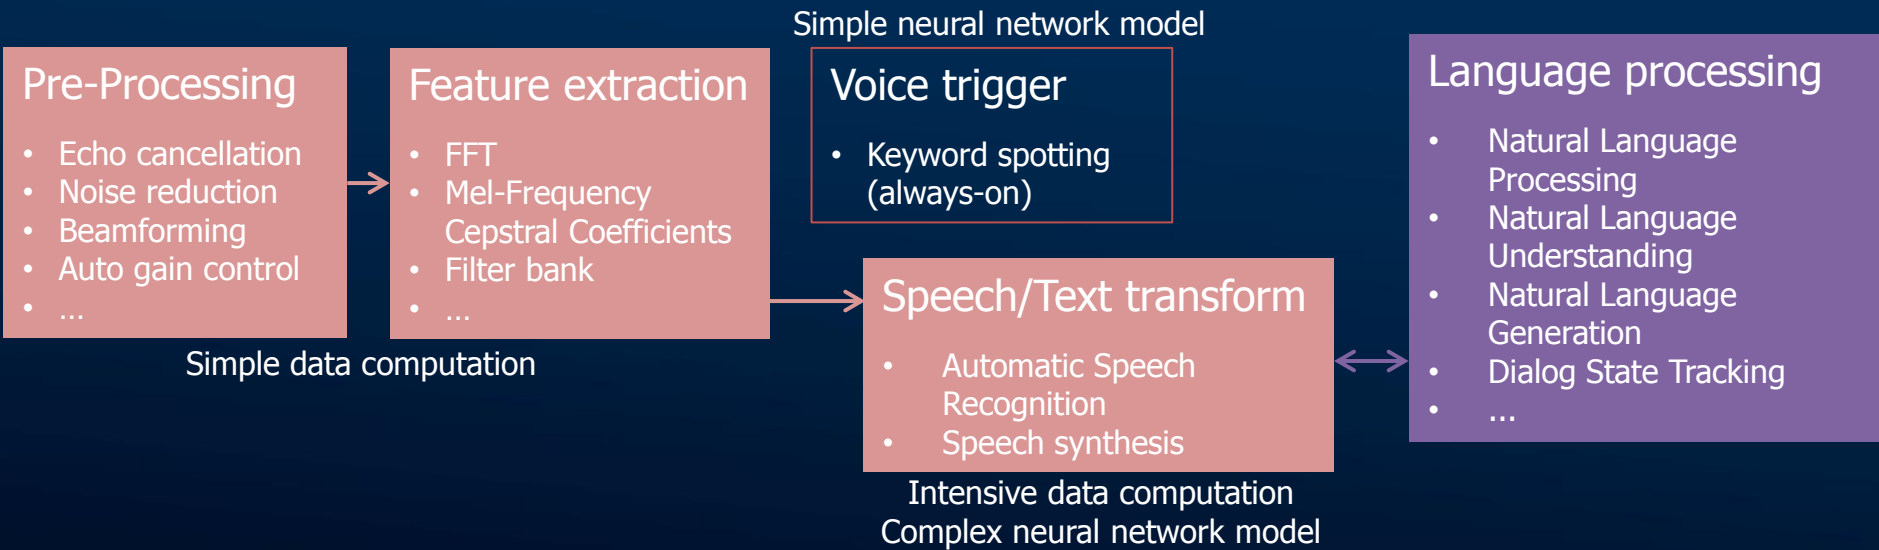 Simple neural network model
Pre-Processing
• Echo cancellation
• Noise reduction
• Beamforming
• Auto gain control
• ...
Feature extraction
• FFT
• Mel-Frequency
Cepstral Coefficients
• Filter bank
• ...
Simple data computation
Voice trigger
• Keyword spotting
(always-on)
Speech/Text transform
• Automatic Speech
Recognition
• Speech synthesis
Intensive data computation
Complex neural network model
Language processing
• Natural Language
Processing
• Natural Language
Understanding
• Natural Language
Generation
• Dialog State Tracking
• ...